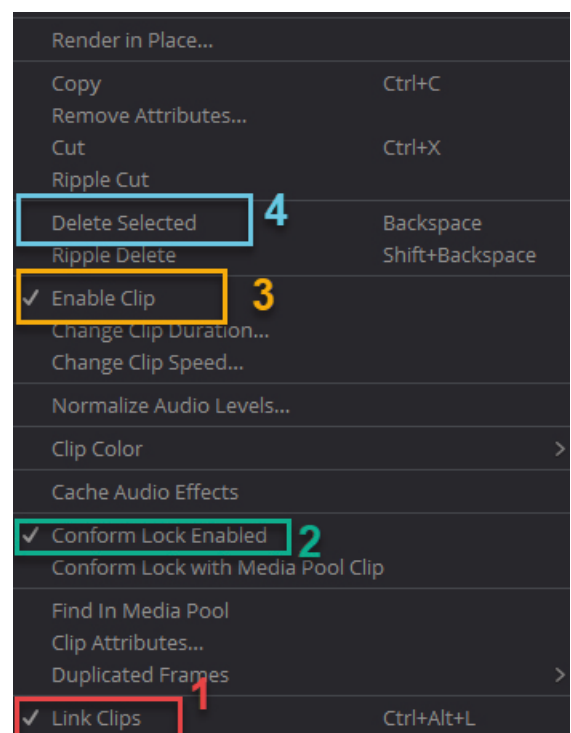 Render in Place...
Copy Ctrl+C
Remove Attributes...
Cut Ctrl+X
Ripple Cut
Delete Selected 4 Backspace
Ripple Delete Shift+Backspace
Enable Clip 3
Change Clip Duration...
Change Clip Speed...
Normalize Audio Levels...
Clip Color
Cache Audio Effects
Conform Lock Enabled 2
Conform Lock with Media Pool Clip
Find In Media Pool
Clip Attributes...
Duplicated Frames
1
Link Clips Ctrl+Alt+L